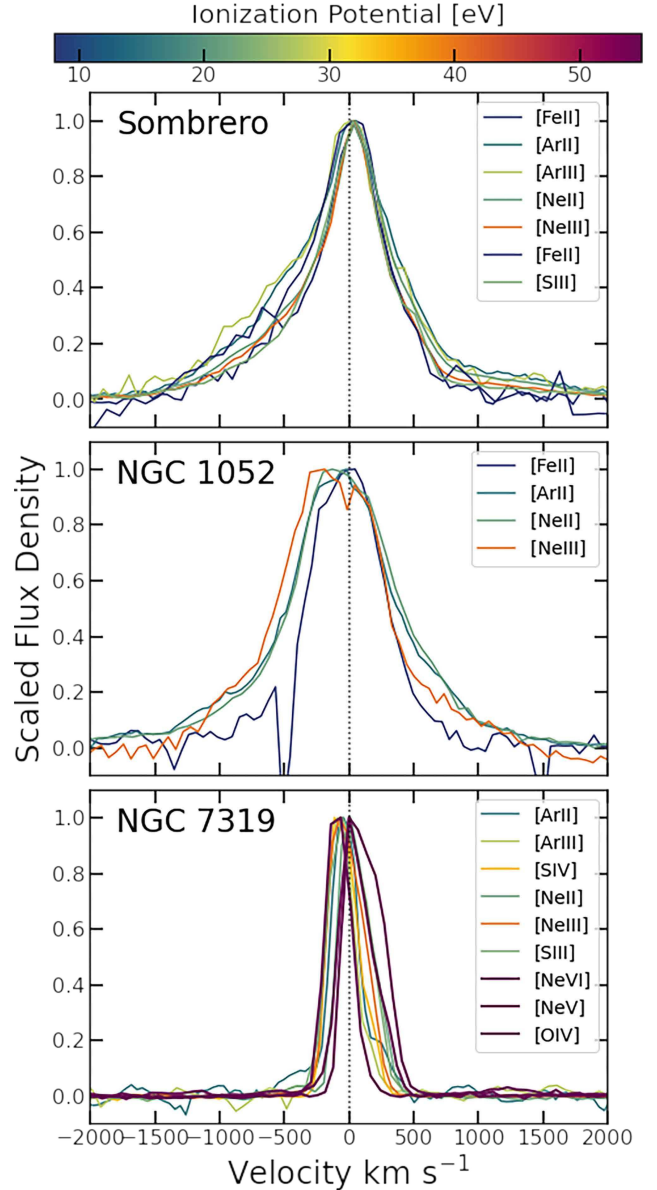 Ionization Potential [eV]
10 20 30 40 50
Sombrero
1.0
0.8
0.6
0.4
0.2
0.0
[FeII]
[ArII]
[ArIII]
[NeII]
[NeIII]
[FeII]
[SIII]
Scaled Flux Density
NGC 1052
1.0
0.8
0.6
0.4
0.2
0.0
[FeII]
[ArII]
[NeII]
[NeIII]
NGC 7319
1.0
0.8
0.6
0.4
0.2
0.0
[ArII]
[ArIII]
[SIV]
[NeII]
[NeIII]
[SIII]
[NeVI]
[NeV]
[OIV]
−2000 −1500 −1000 −500 0 500 1000 1500 2000
Velocity km s⁻¹